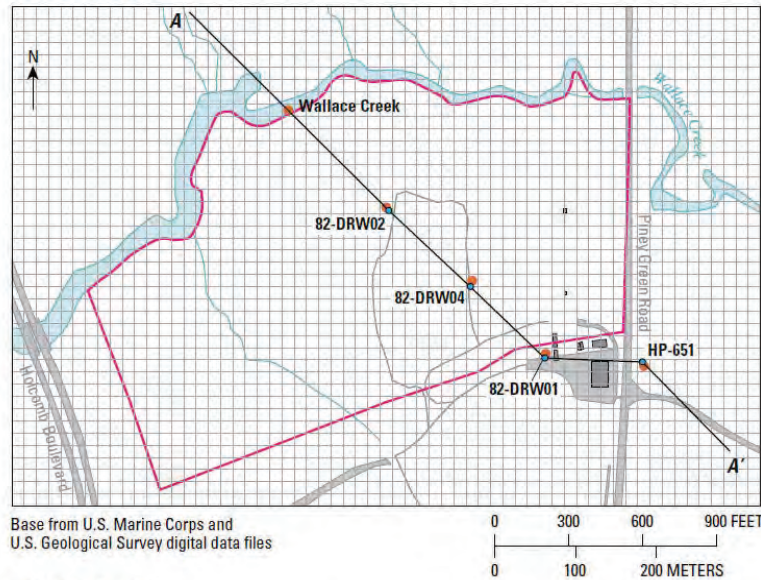 A
N
Wallace Creek
Wallace
Creek
82-DRW02
82-DRW04
Piney Green Road
HP-651
82-DRW01
Holcomb Boulevard
A'
Base from U.S. Marine Corps and
U.S. Geological Survey digital data files
0 300 600 900 FEET
0 100 200 METERS